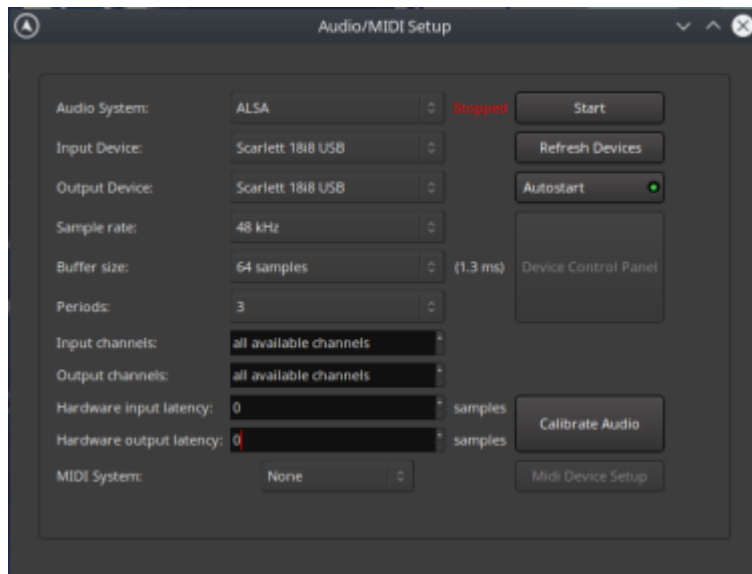 Audio/MIDI Setup
Audio System: ALSA Stopped Start
Input Device: Scarlett 18i8 USB Refresh Devices
Output Device: Scarlett 18i8 USB Autostart
Sample rate: 48 kHz
Buffer size: 64 samples (1.3 ms) Device Control Panel
Periods: 3
Input channels: all available channels
Output channels: all available channels
Hardware input latency: 0 samples
Calibrate Audio
Hardware output latency: 0 samples
MIDI System: None Midi Device Setup